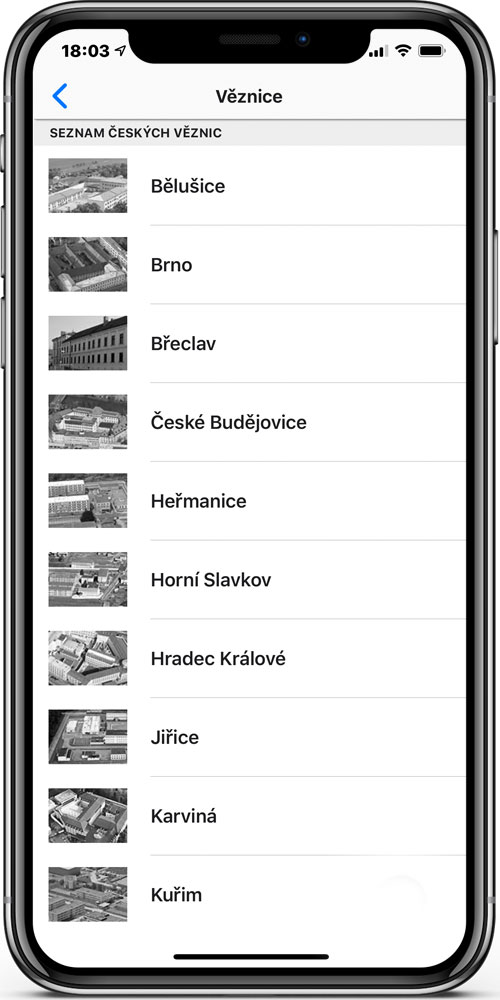 18:03
Věznice
SEZNAM ČESKÝCH VĚZNIC
Bělušice
Brno
Břeclav
České Budějovice
Heřmanice
Horní Slavkov
Hradec Králové
Jiřice
Karviná
Kuřim